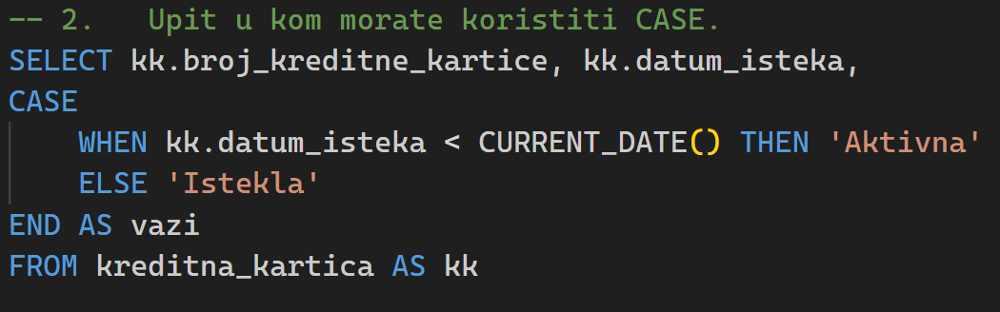 -- 2.   Upit u kom morate koristiti CASE.
SELECT kk.broj_kreditne_kartice, kk.datum_isteka,
CASE
    WHEN kk.datum_isteka < CURRENT_DATE() THEN 'Aktivna'
    ELSE 'Istekla'
END AS vazi
FROM kreditna_kartica AS kk